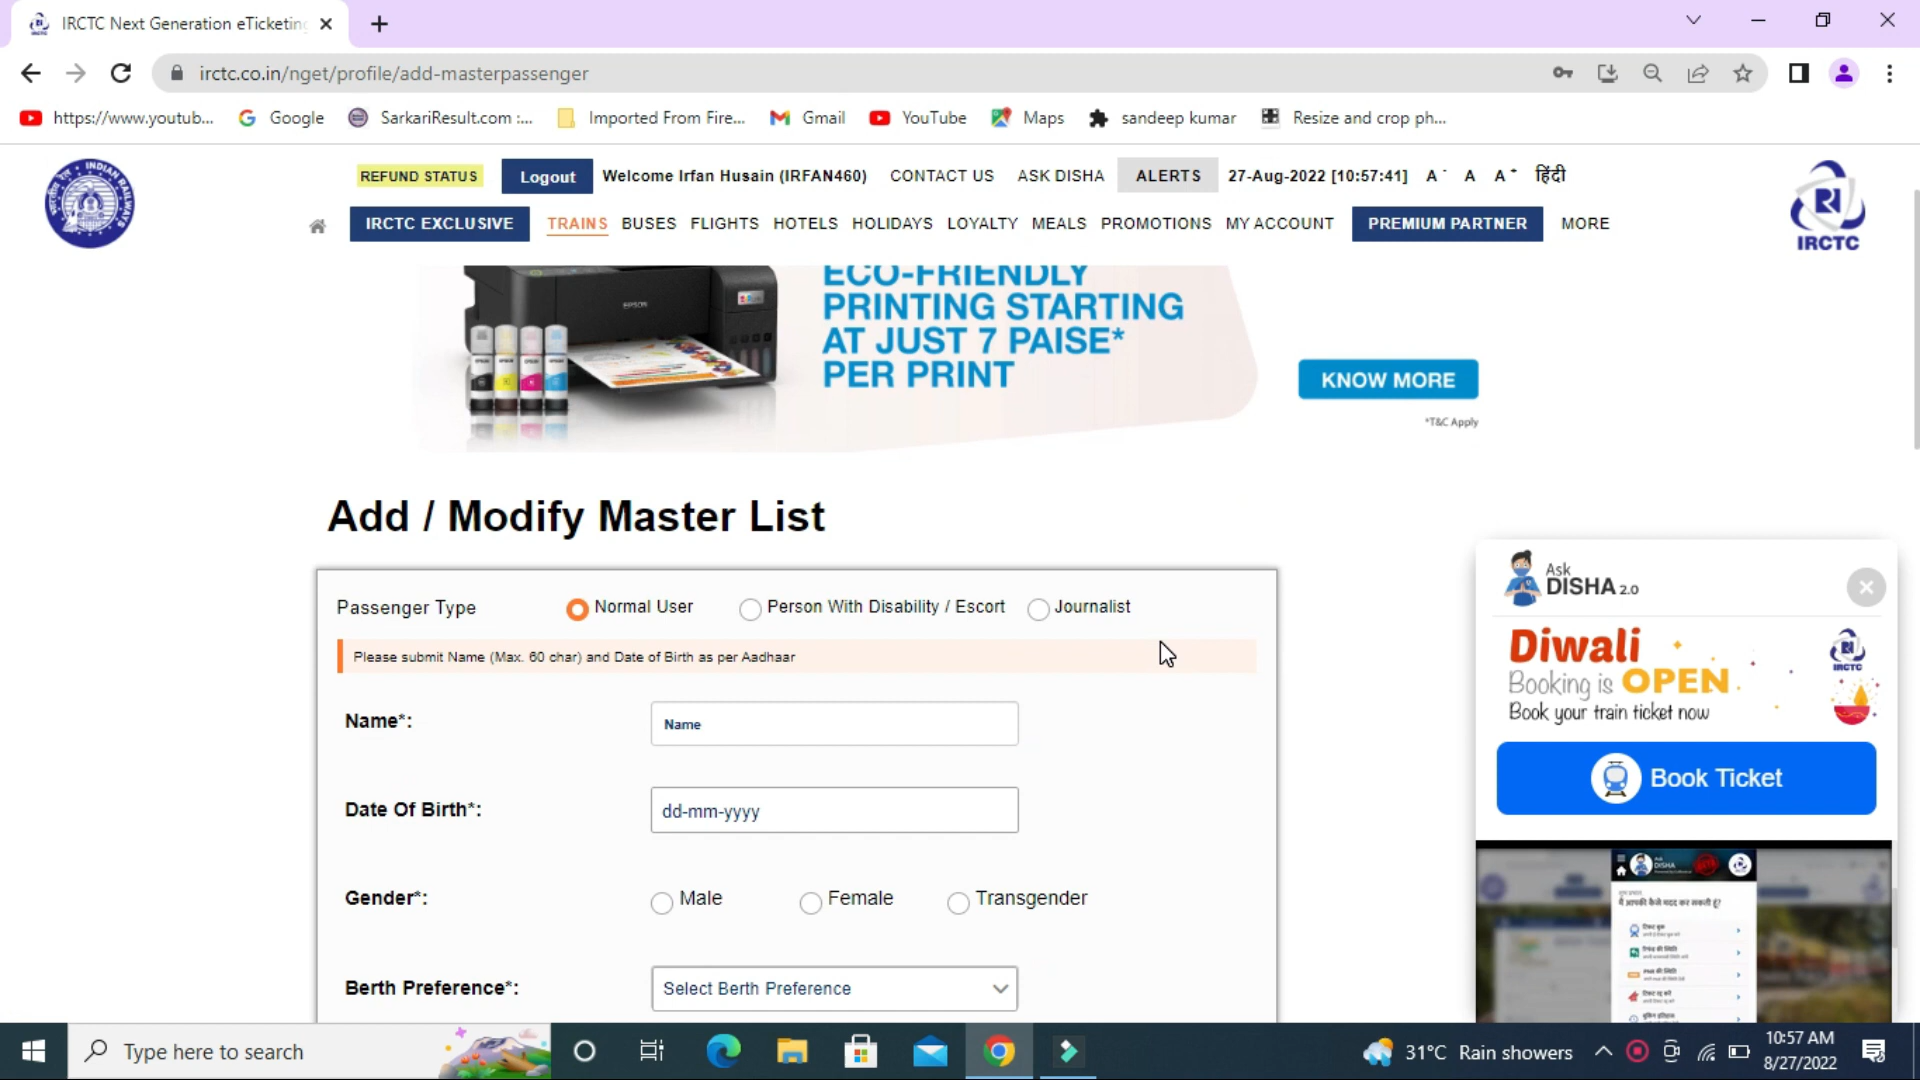 IRCTC Next Generation eTicketing
irctc.co.in/nget/profile/add-masterpassenger
https://www.youtub...
Google
SarkariResult.com :...
Imported From Fire...
Gmail
YouTube
Maps
sandeep kumar
Resize and crop ph...
REFUND STATUS
Logout
Welcome Irfan Husain (IRFAN460)
CONTACT US
ASK DISHA
ALERTS
27-Aug-2022 [10:57:41]
A-
A
A+
हिंदी
INDIAN RAILWAYS
IRCTC EXCLUSIVE
TRAINS
BUSES
FLIGHTS
HOTELS
HOLIDAYS
LOYALTY
MEALS
PROMOTIONS
MY ACCOUNT
PREMIUM PARTNER
MORE
IRCTC
EPSON
ECO-FRIENDLY
PRINTING STARTING
AT JUST 7 PAISE*
PER PRINT
KNOW MORE
*T&C Apply
Add / Modify Master List
Passenger Type
Normal User
Person With Disability / Escort
Journalist
Please submit Name (Max. 60 char) and Date of Birth as per Aadhaar
Name*:
Name
Date Of Birth*:
dd-mm-yyyy
Gender*:
Male
Female
Transgender
Berth Preference*:
Select Berth Preference
Ask
DISHA 2.0
Diwali
Booking is OPEN
Book your train ticket now
IRCTC
Book Ticket
Ask
DISHA
Type here to search
31°C Rain showers
10:57 AM
8/27/2022